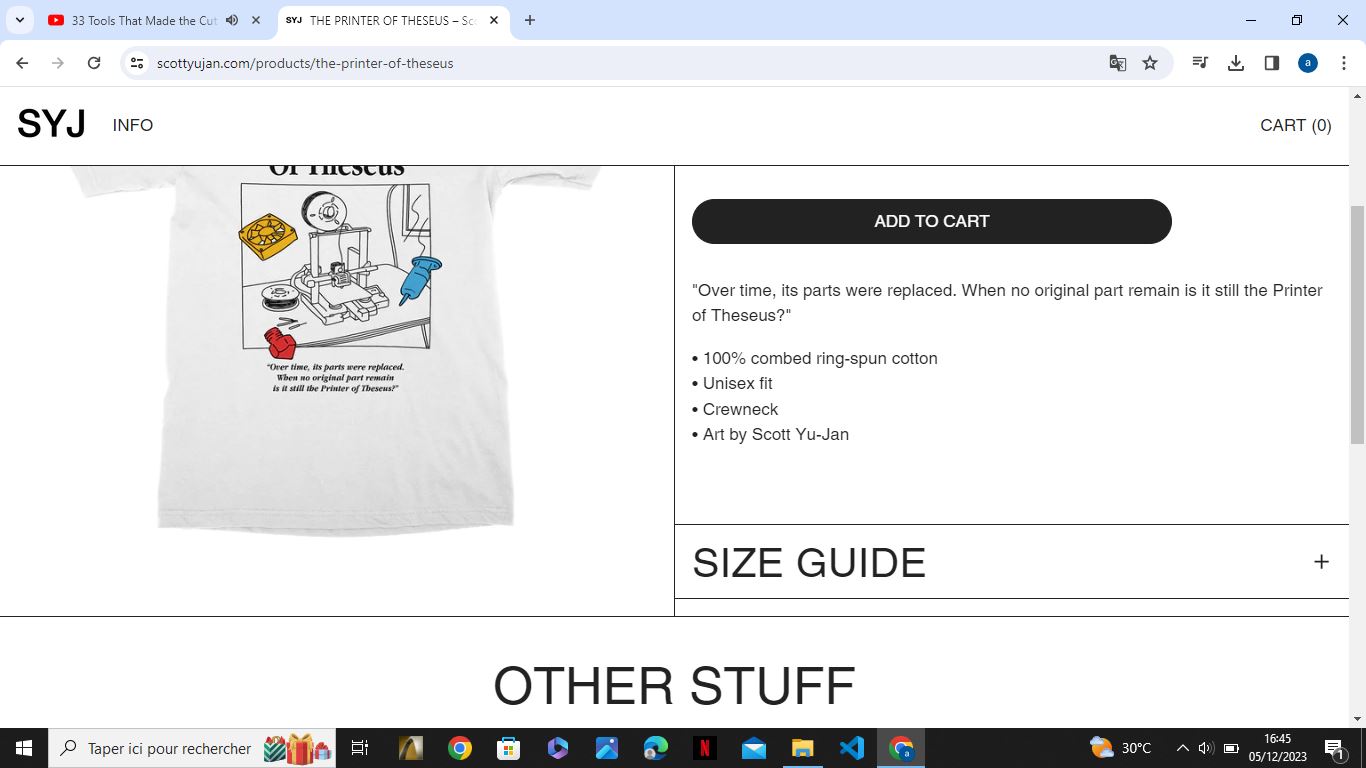 33 Tools That Made the Cut
SYJ THE PRINTER OF THESEUS – Sc
scottyujan.com/products/the-printer-of-theseus
a
SYJ INFO CART (0)
Of Theseus
"Over time, its parts were replaced.
When no original part remain
is it still the Printer of Theseus?"
ADD TO CART
"Over time, its parts were replaced. When no original part remain is it still the Printer
of Theseus?"
• 100% combed ring-spun cotton
• Unisex fit
• Crewneck
• Art by Scott Yu-Jan
SIZE GUIDE +
OTHER STUFF
Taper ici pour rechercher
N
a
30°C
16:45
05/12/2023
1